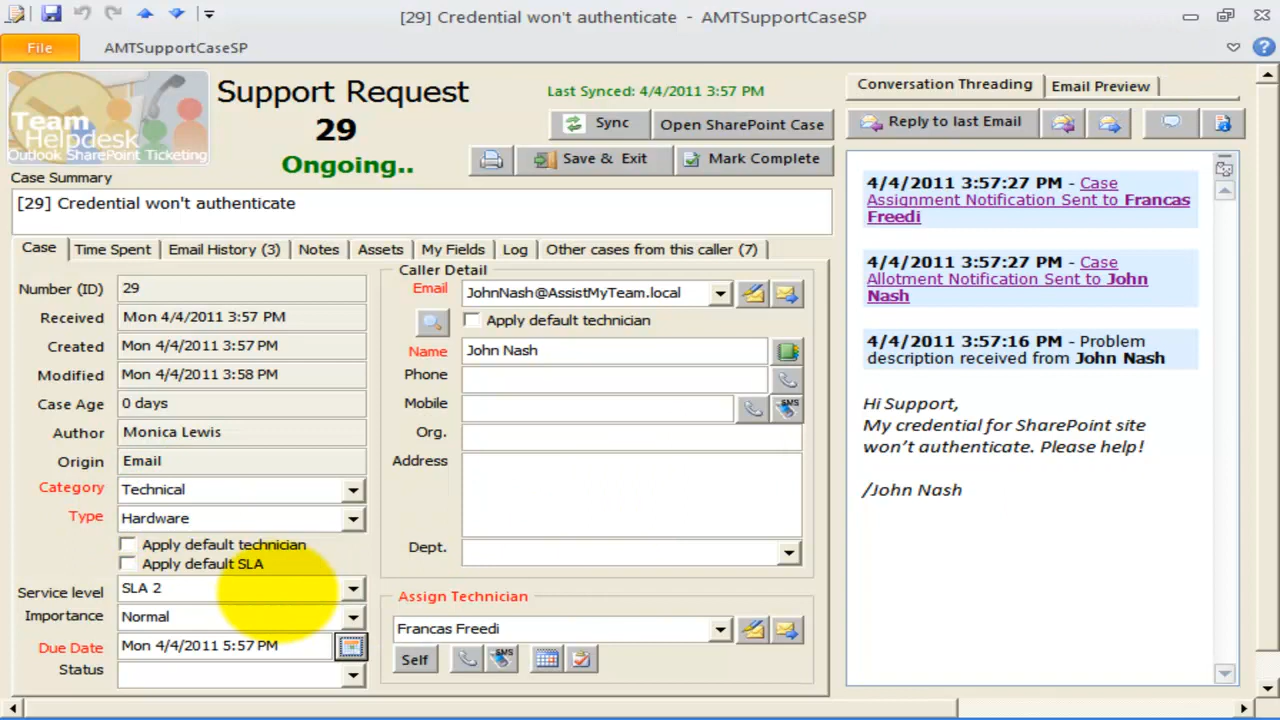 [29] Credential won't authenticate - AMTSupportCaseSP
File
AMTSupportCaseSP
Team
Helpdesk
Outlook SharePoint Ticketing
Support Request
29
Ongoing..
Last Synced: 4/4/2011 3:57 PM
Sync
Open SharePoint Case
Save & Exit
Mark Complete
Case Summary
[29] Credential won't authenticate
Case
Time Spent
Email History (3)
Notes
Assets
My Fields
Log
Other cases from this caller (7)
Number (ID) 29
Received Mon 4/4/2011 3:57 PM
Created Mon 4/4/2011 3:57 PM
Modified Mon 4/4/2011 3:58 PM
Case Age 0 days
Author Monica Lewis
Origin Email
Category Technical
Type Hardware
Apply default technician
Apply default SLA
Service level SLA 2
Importance Normal
Due Date Mon 4/4/2011 5:57 PM
Status
Caller Detail
Email JohnNash@AssistMyTeam.local
Apply default technician
Name John Nash
Phone
Mobile
SMS
Org.
Address
Dept.
Assign Technician
Francas Freedi
Self
SMS
Conversation Threading
Email Preview
Reply to last Email
4/4/2011 3:57:27 PM - Case
Assignment Notification Sent to Francas
Freedi
4/4/2011 3:57:27 PM - Case
Allotment Notification Sent to John
Nash
4/4/2011 3:57:16 PM - Problem
description received from John Nash
Hi Support,
My credential for SharePoint site
won't authenticate. Please help!
/John Nash